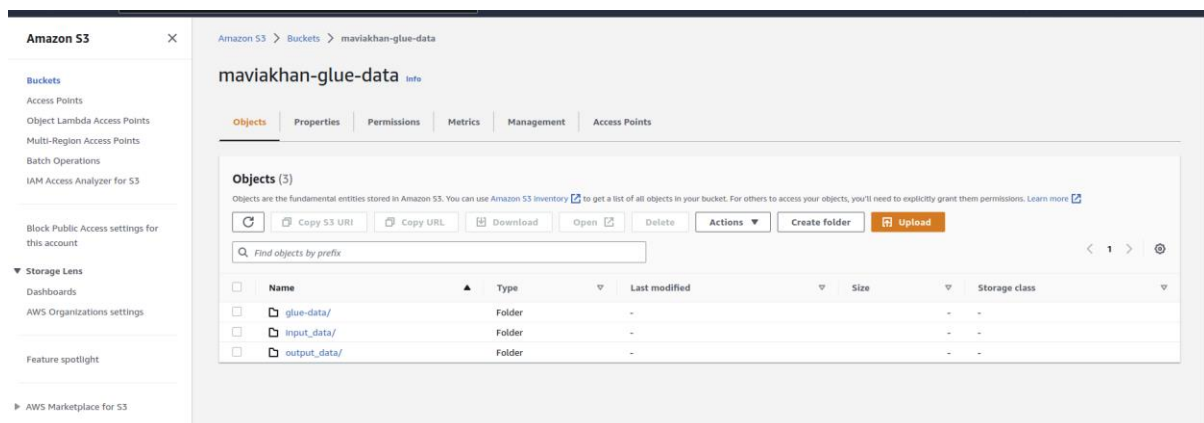 Amazon S3
Buckets
Access Points
Object Lambda Access Points
Multi-Region Access Points
Batch Operations
IAM Access Analyzer for S3
Block Public Access settings for
this account
Storage Lens
Dashboards
AWS Organizations settings
Feature spotlight
AWS Marketplace for S3
Amazon S3 > Buckets > maviakhan-glue-data
maviakhan-glue-data Info
Objects Properties Permissions Metrics Management Access Points
Objects (3)
Objects are the fundamental entities stored in Amazon S3. You can use Amazon S3 inventory to get a list of all objects in your bucket. For others to access your objects, you'll need to explicitly grant them permissions. Learn more
Copy S3 URI Copy URL Download Open Delete Actions Create folder Upload
Find objects by prefix
1
Name Type Last modified Size Storage class
glue-data/ Folder - - -
input_data/ Folder - - -
output_data/ Folder - - -